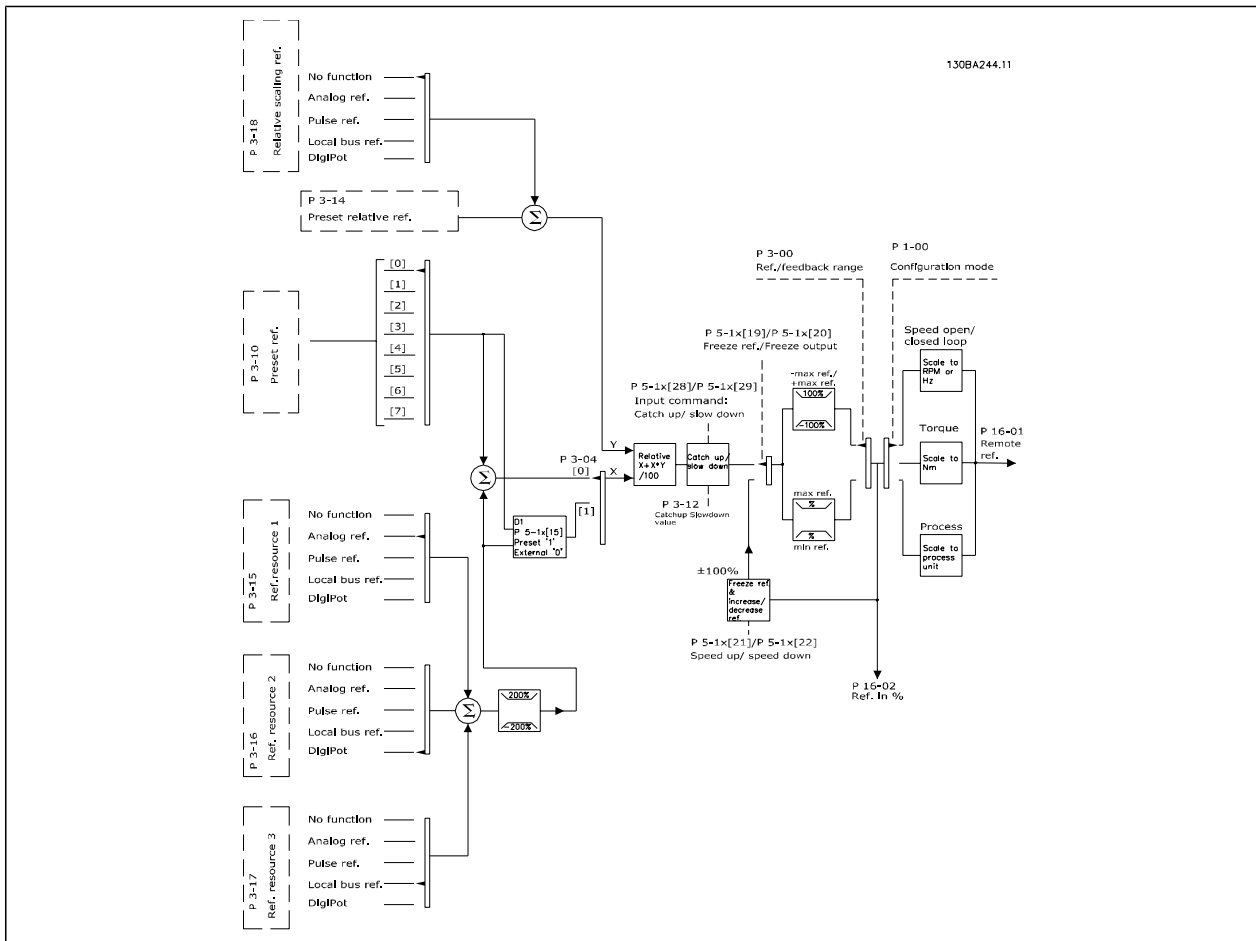 130BA244.11
P 3-18
Relative scaling ref.
No function
Analog ref.
Pulse ref.
Local bus ref.
DigiPot
P 3-14
Preset relative ref.
Σ
P 3-10
Preset ref.
[0]
[1]
[2]
[3]
[4]
[5]
[6]
[7]
Σ
P 3-04
[0]
[1]
Y
X
D1
P 5-1x[15]
Preset '1'
External '0'
Relative
X+X*Y
/100
P 5-1x[28]/P 5-1x[29]
Input command:
Catch up/ slow down
Catch up/
slow down
P 3-12
Catchup Slowdown
value
P 5-1x[19]/P 5-1x[20]
Freeze ref./Freeze output
-max ref./
+max ref.
100%
-100%
max ref.
%
%
min ref.
P 3-00
Ref./feedback range
P 1-00
Configuration mode
Speed open/
closed loop
Scale to
RPM or
Hz
Torque
Scale to
Nm
Process
Scale to
process
unit
P 16-01
Remote
ref.
±100%
Freeze ref.
&
increase/
decrease
ref.
P 5-1x[21]/P 5-1x[22]
Speed up/ speed down
P 16-02
Ref. in %
P 3-15
Ref.resource 1
No function
Analog ref.
Pulse ref.
Local bus ref.
DigiPot
P 3-16
Ref. resource 2
No function
Analog ref.
Pulse ref.
Local bus ref.
DigiPot
Σ
200%
-200%
P 3-17
Ref. resource 3
No function
Analog ref.
Pulse ref.
Local bus ref.
DigiPot